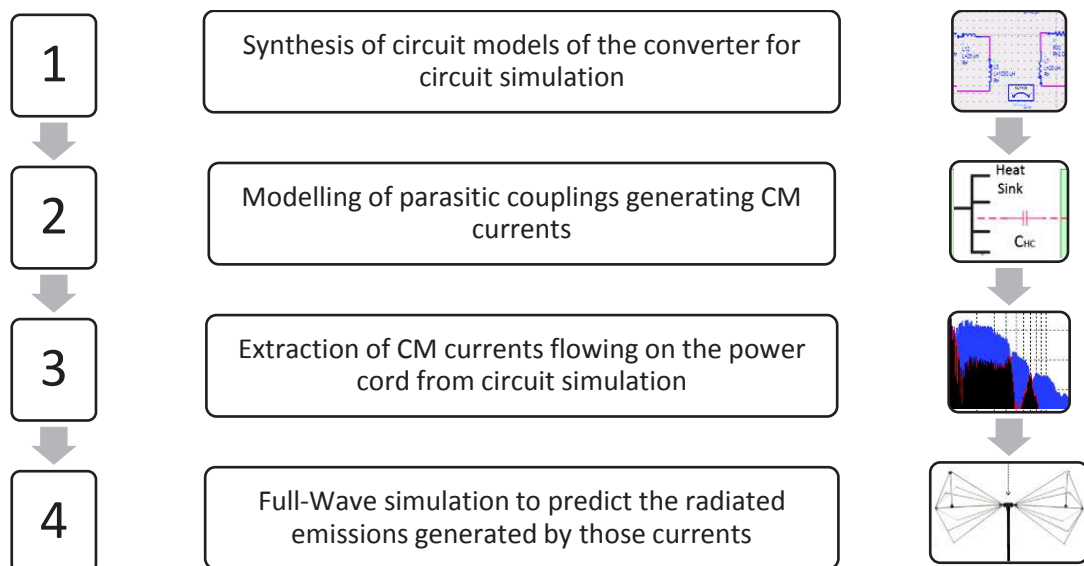 1
Synthesis of circuit models of the converter for
circuit simulation
2
Modelling of parasitic couplings generating CM
currents
Heat
Sink
CHC
3
Extraction of CM currents flowing on the power
cord from circuit simulation
4
Full-Wave simulation to predict the radiated
emissions generated by those currents